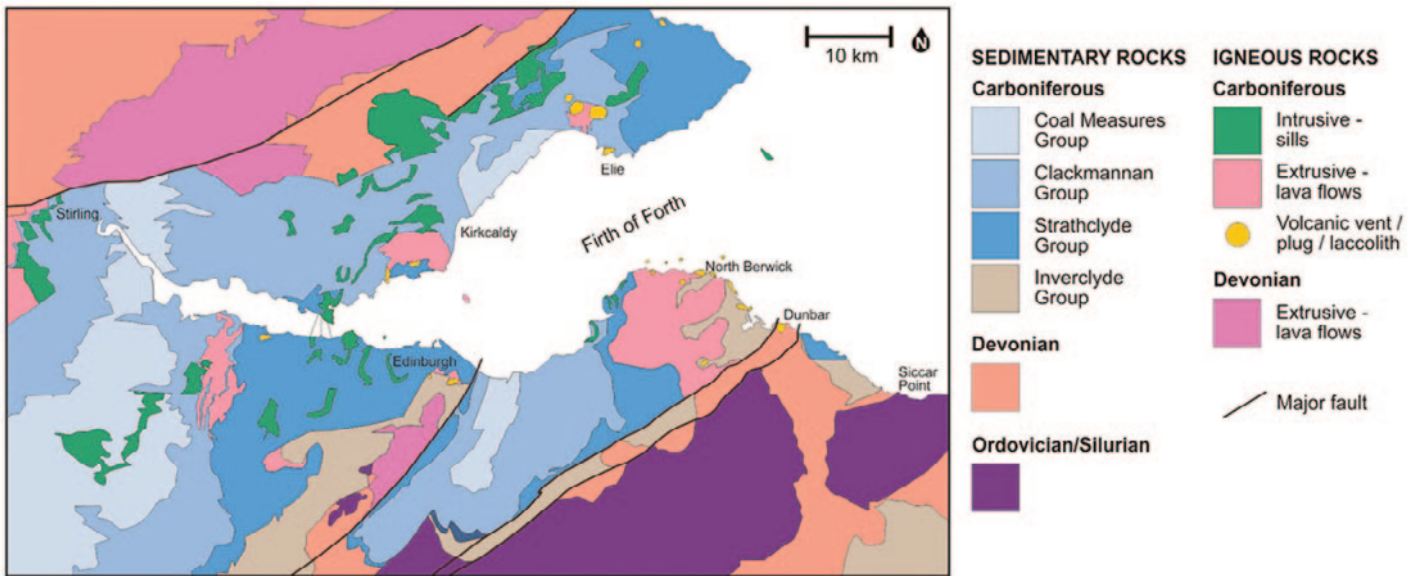 10 km
N
Stirling
Elie
Kirkcaldy
Firth of Forth
North Berwick
Dunbar
Edinburgh
Siccar
Point
SEDIMENTARY ROCKS
Carboniferous
Coal Measures
Group
Clackmannan
Group
Strathclyde
Group
Inverclyde
Group
Devonian
Ordovician/Silurian
IGNEOUS ROCKS
Carboniferous
Intrusive -
sills
Extrusive -
lava flows
Volcanic vent /
plug / laccolith
Devonian
Extrusive -
lava flows
Major fault